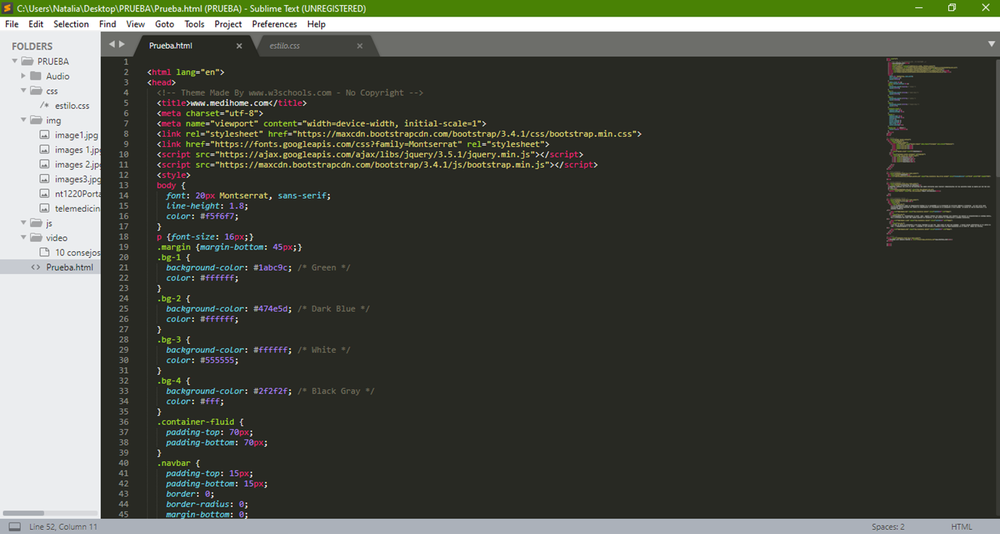 C:\Users\Natalia\Desktop\PRUEBA\Prueba.html (PRUEBA) - Sublime Text (UNREGISTERED)
File Edit Selection Find View Goto Tools Project Preferences Help
FOLDERS
PRUEBA
Audio
css
estilo.css
img
image1.jpg
images 1.jpg
images 2.jpg
images3.jpg
nt1220Porta
telemedicin
js
video
10 consejos
Prueba.html
Prueba.html estilo.css
1
2 <html lang="en">
3 <head>
4 <!-- Theme Made By www.w3schools.com - No Copyright -->
5 <title>www.medihome.com</title>
6 <meta charset="utf-8">
7 <meta name="viewport" content="width=device-width, initial-scale=1">
8 <link rel="stylesheet" href="https://maxcdn.bootstrapcdn.com/bootstrap/3.4.1/css/bootstrap.min.css">
9 <link href="https://fonts.googleapis.com/css?family=Montserrat" rel="stylesheet">
10 <script src="https://ajax.googleapis.com/ajax/libs/jquery/3.5.1/jquery.min.js"></script>
11 <script src="https://maxcdn.bootstrapcdn.com/bootstrap/3.4.1/js/bootstrap.min.js"></script>
12 <style>
13 body {
14 font: 20px Montserrat, sans-serif;
15 line-height: 1.8;
16 color: #f5f6f7;
17 }
18 p {font-size: 16px;}
19 .margin {margin-bottom: 45px;}
20 .bg-1 {
21 background-color: #1abc9c; /* Green */
22 color: #ffffff;
23 }
24 .bg-2 {
25 background-color: #474e5d; /* Dark Blue */
26 color: #ffffff;
27 }
28 .bg-3 {
29 background-color: #ffffff; /* White */
30 color: #555555;
31 }
32 .bg-4 {
33 background-color: #2f2f2f; /* Black Gray */
34 color: #fff;
35 }
36 .container-fluid {
37 padding-top: 70px;
38 padding-bottom: 70px;
39 }
40 .navbar {
41 padding-top: 15px;
42 padding-bottom: 15px;
43 border: 0;
44 border-radius: 0;
45 margin-bottom: 0;
Line 52, Column 11
Spaces: 2
HTML